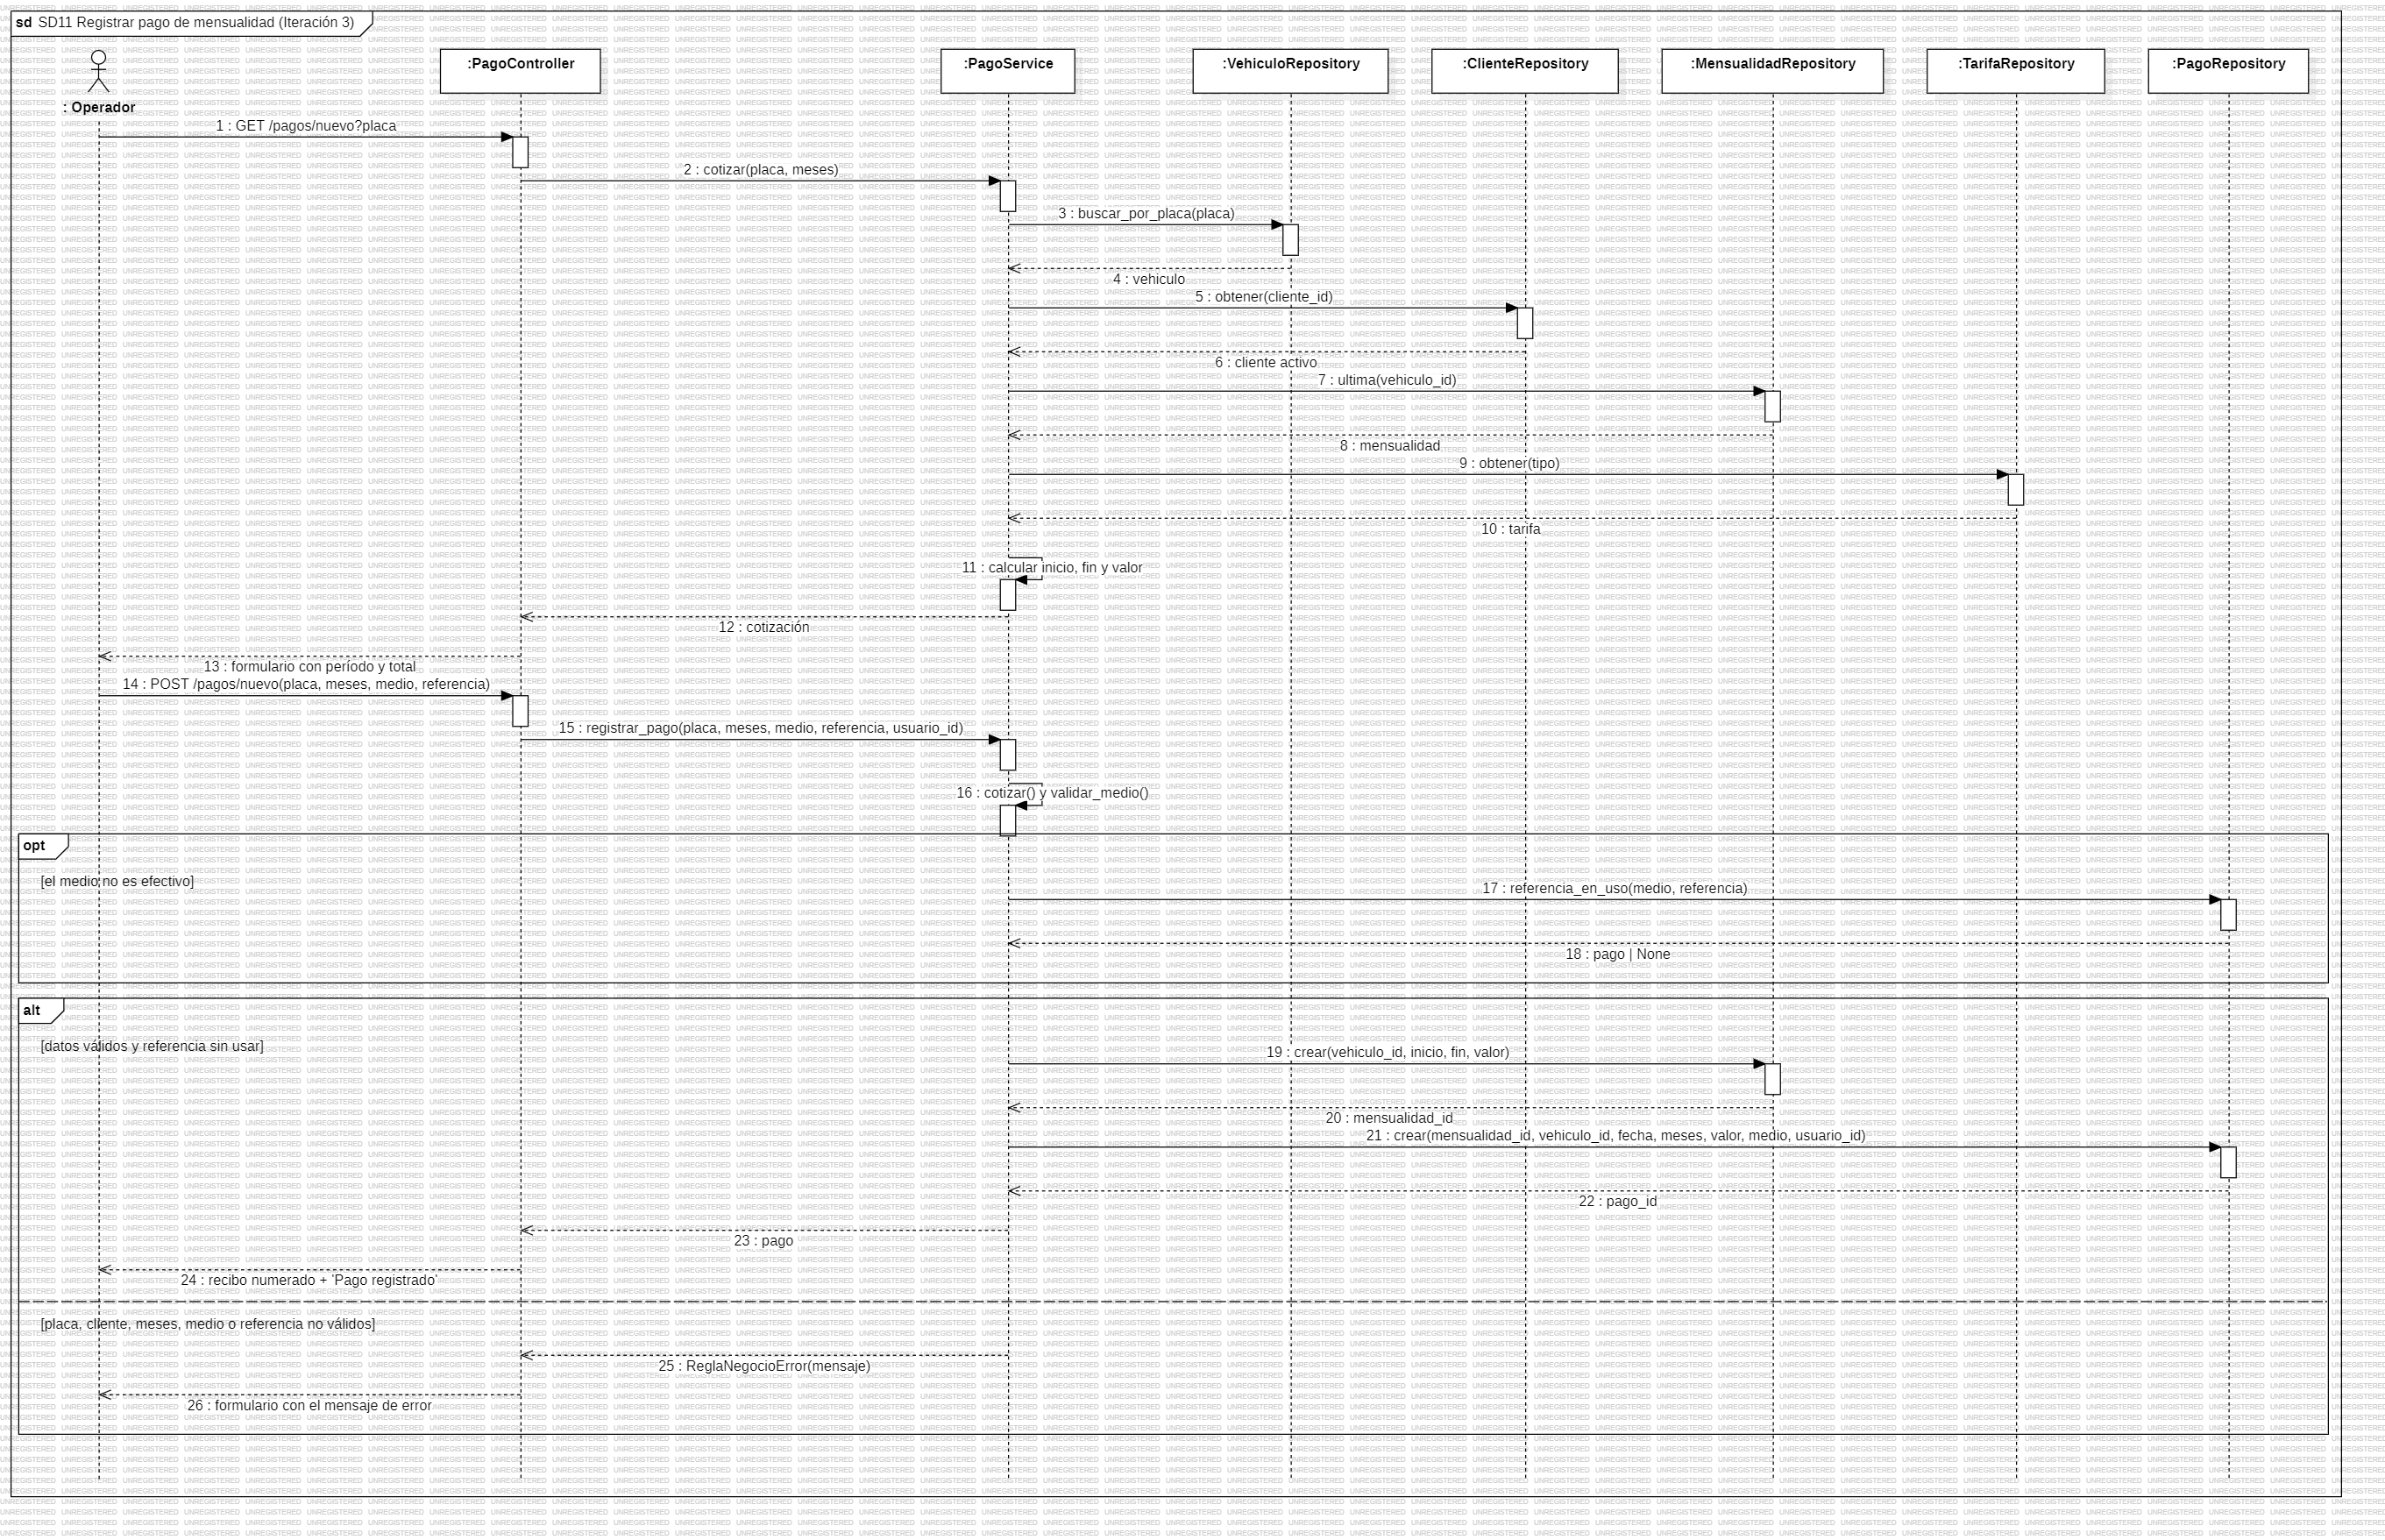 sd SD11 Registrar pago de mensualidad (Iteración 3)
:PagoController
:PagoService
:VehiculoRepository
:ClienteRepository
:MensualidadRepository
:TarifaRepository
:PagoRepository
: Operador
1 : GET /pagos/nuevo?placa
2 : cotizar(placa, meses)
3 : buscar_por_placa(placa)
4 : vehiculo
5 : obtener(cliente_id)
6 : cliente activo
7 : ultima(vehiculo_id)
8 : mensualidad
9 : obtener(tipo)
10 : tarifa
11 : calcular inicio, fin y valor
12 : cotización
13 : formulario con período y total
14 : POST /pagos/nuevo(placa, meses, medio, referencia)
15 : registrar_pago(placa, meses, medio, referencia, usuario_id)
16 : cotizar() y validar_medio()
opt
[el medio no es efectivo]
17 : referencia_en_uso(medio, referencia)
18 : pago | None
alt
[datos válidos y referencia sin usar]
19 : crear(vehiculo_id, inicio, fin, valor)
20 : mensualidad_id
21 : crear(mensualidad_id, vehiculo_id, fecha, meses, valor, medio, usuario_id)
22 : pago_id
23 : pago
24 : recibo numerado + 'Pago registrado'
[placa, cliente, meses, medio o referencia no válidos]
25 : ReglaNegocioError(mensaje)
26 : formulario con el mensaje de error
UNREGISTERED